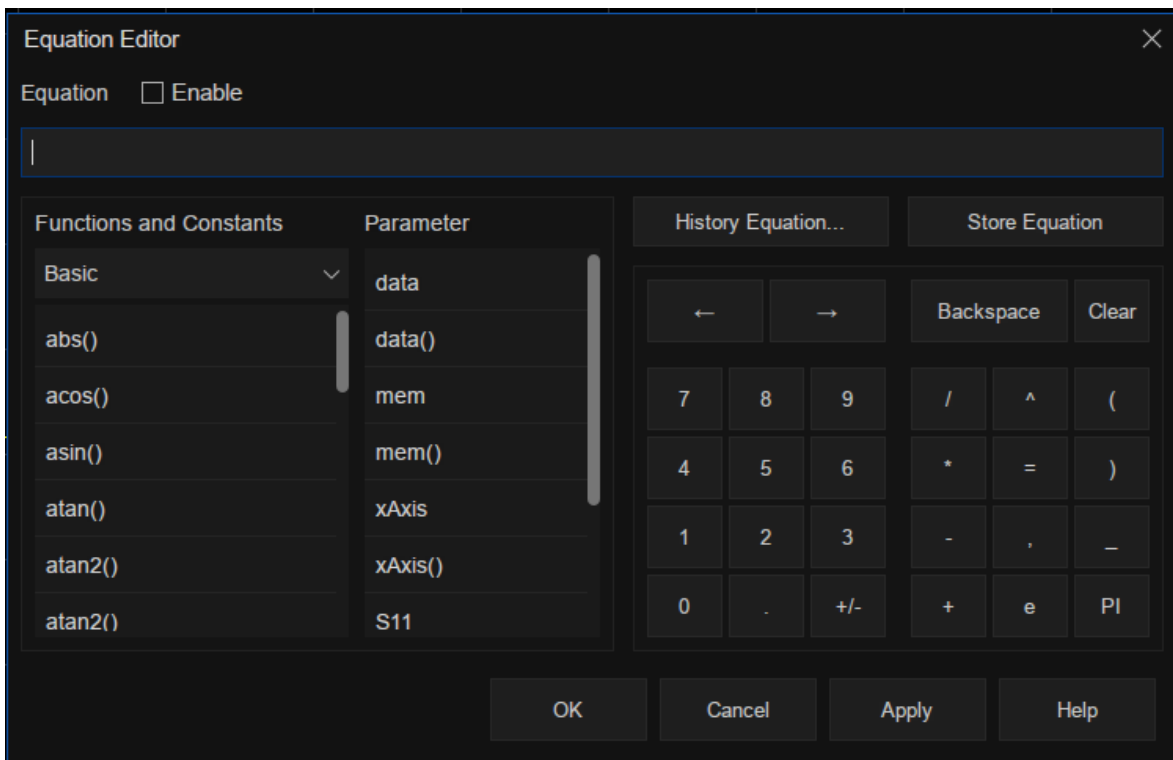 Equation Editor
Equation Enable
Functions and Constants
Basic
abs()
acos()
asin()
atan()
atan2()
atan2()
Parameter
data
data()
mem
mem()
xAxis
xAxis()
S11
History Equation... Store Equation
← → Backspace Clear
7 8 9 / ^ (
4 5 6 * = )
1 2 3 - , _
0 . +/- + e PI
OK Cancel Apply Help